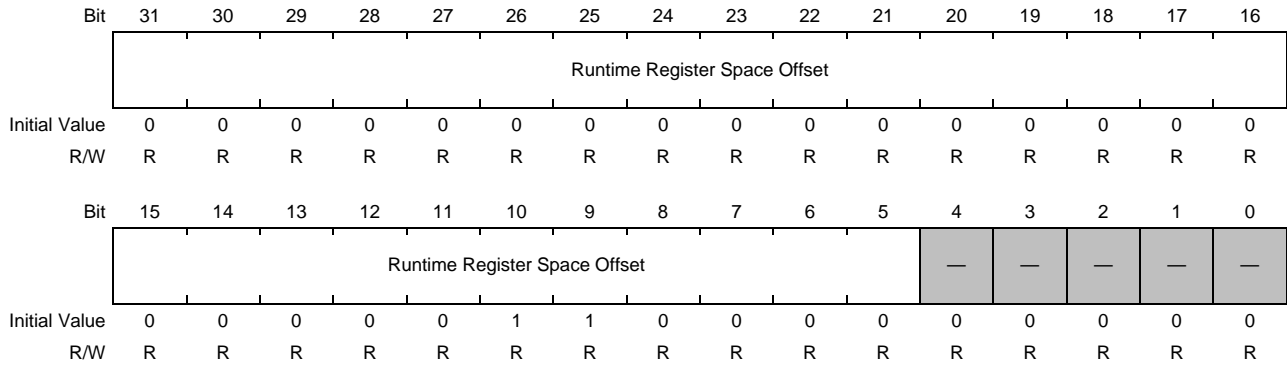 Bit 31 30 29 28 27 26 25 24 23 22 21 20 19 18 17 16
Runtime Register Space Offset
Initial Value 0 0 0 0 0 0 0 0 0 0 0 0 0 0 0 0
R/W R R R R R R R R R R R R R R R R
Bit 15 14 13 12 11 10 9 8 7 6 5 4 3 2 1 0
Runtime Register Space Offset — — — — —
Initial Value 0 0 0 0 0 1 1 0 0 0 0 0 0 0 0 0
R/W R R R R R R R R R R R R R R R R